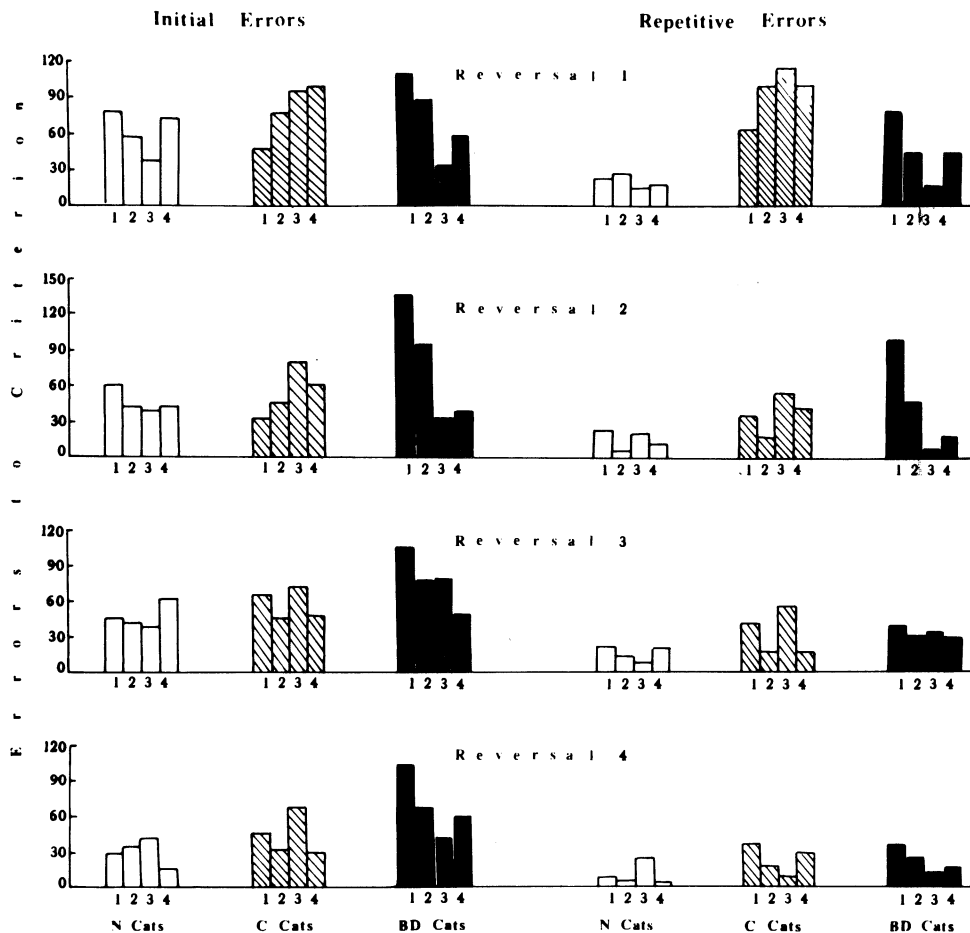 Initial Errors
Repetitive Errors
Errors to Criterion
Reversal 1
120
90
60
30
0
1 2 3 4
1 2 3 4
1 2 3 4
1 2 3 4
1 2 3 4
1 2 3 4
Reversal 2
150
120
90
60
30
0
1 2 3 4
1 2 3 4
1 2 3 4
1 2 3 4
1 2 3 4
1 2 3 4
Reversal 3
120
90
60
30
0
1 2 3 4
1 2 3 4
1 2 3 4
1 2 3 4
1 2 3 4
1 2 3 4
Reversal 4
120
90
60
30
0
1 2 3 4
1 2 3 4
1 2 3 4
1 2 3 4
1 2 3 4
1 2 3 4
N Cats
C Cats
BD Cats
N Cats
C Cats
BD Cats